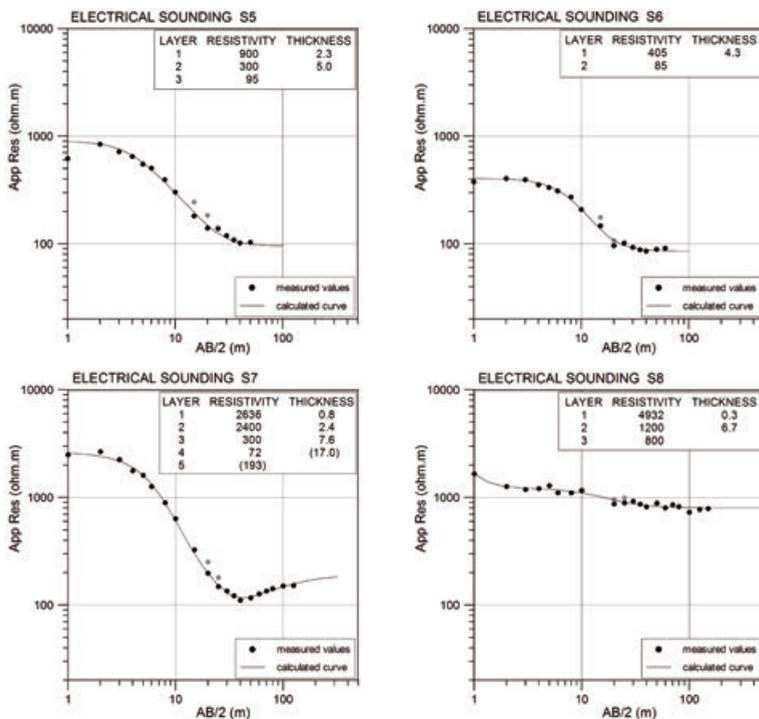 ELECTRICAL SOUNDING S5
LAYER RESISTIVITY THICKNESS
1 900 2.3
2 300 5.0
3 95
App Res (ohm.m)
10000
1000
100
measured values
calculated curve
1 10 100
AB/2 (m)
ELECTRICAL SOUNDING S6
LAYER RESISTIVITY THICKNESS
1 405 4.3
2 85
App Res (ohm.m)
10000
1000
100
measured values
calculated curve
1 10 100
AB/2 (m)
ELECTRICAL SOUNDING S7
LAYER RESISTIVITY THICKNESS
1 2636 0.8
2 2400 2.4
3 300 7.6
4 72 (17.0)
5 (193)
App Res (ohm.m)
10000
1000
100
measured values
calculated curve
1 10 100
AB/2 (m)
ELECTRICAL SOUNDING S8
LAYER RESISTIVITY THICKNESS
1 4932 0.3
2 1200 6.7
3 800
App Res (ohm.m)
10000
1000
100
measured values
calculated curve
1 10 100
AB/2 (m)